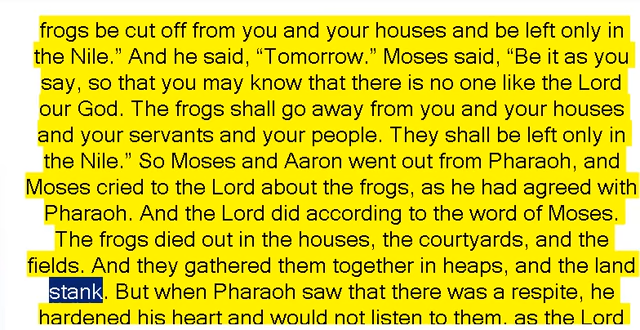 frogs be cut off from you and your houses and be left only in
the Nile.” And he said, “Tomorrow.” Moses said, “Be it as you
say, so that you may know that there is no one like the Lord
our God. The frogs shall go away from you and your houses
and your servants and your people. They shall be left only in
the Nile.” So Moses and Aaron went out from Pharaoh, and
Moses cried to the Lord about the frogs, as he had agreed with
Pharaoh. And the Lord did according to the word of Moses.
The frogs died out in the houses, the courtyards, and the
fields. And they gathered them together in heaps, and the land
stank. But when Pharaoh saw that there was a respite, he
hardened his heart and would not listen to them, as the Lord